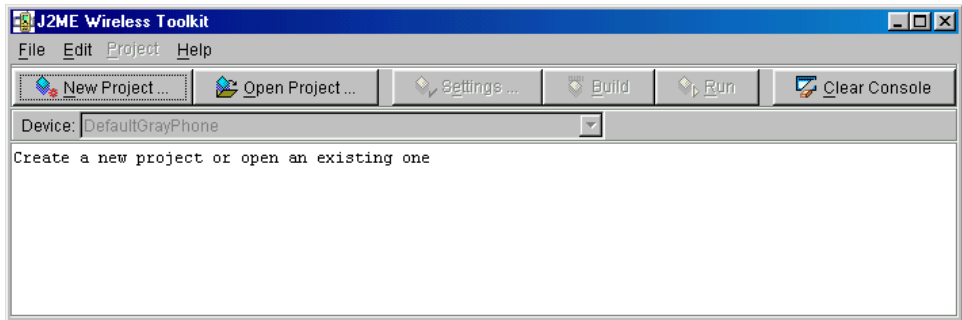 J2ME Wireless Toolkit
File Edit Project Help
New Project ... Open Project ... Settings ... Build Run Clear Console
Device: DefaultGrayPhone
Create a new project or open an existing one